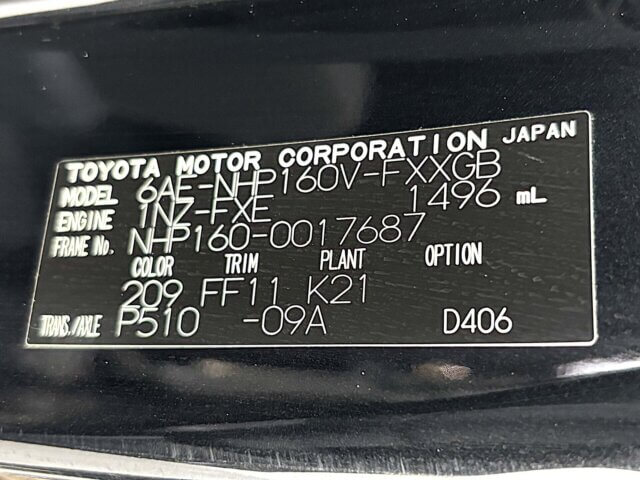 TOYOTA MOTOR CORPORATION JAPAN
MODEL 6AE-NHP160V-FXXGB
ENGINE 1NZ-FXE 1496 mL
FRAME No. NHP160-0017687
COLOR TRIM PLANT OPTION
209 FF11 K21
TRANS./AXLE P510 -09A D406